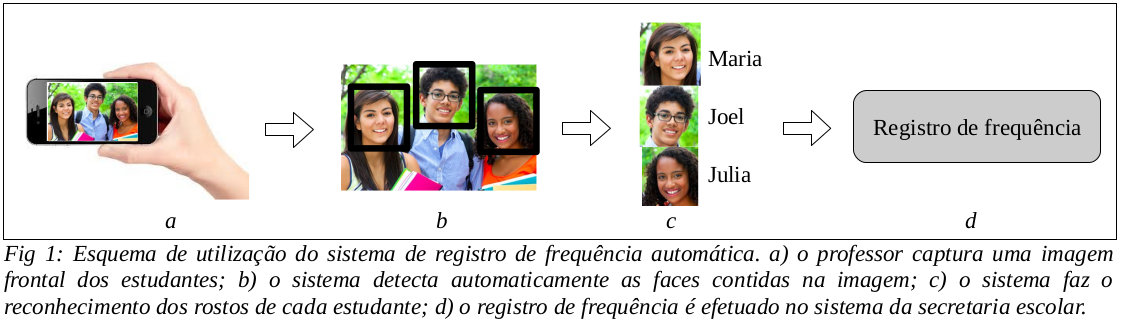 Maria
Joel
Julia
Registro de frequência
a
b
c
d
Fig 1: Esquema de utilização do sistema de registro de frequência automática. a) o professor captura uma imagem
frontal dos estudantes; b) o sistema detecta automaticamente as faces contidas na imagem; c) o sistema faz o
reconhecimento dos rostos de cada estudante; d) o registro de frequência é efetuado no sistema da secretaria escolar.